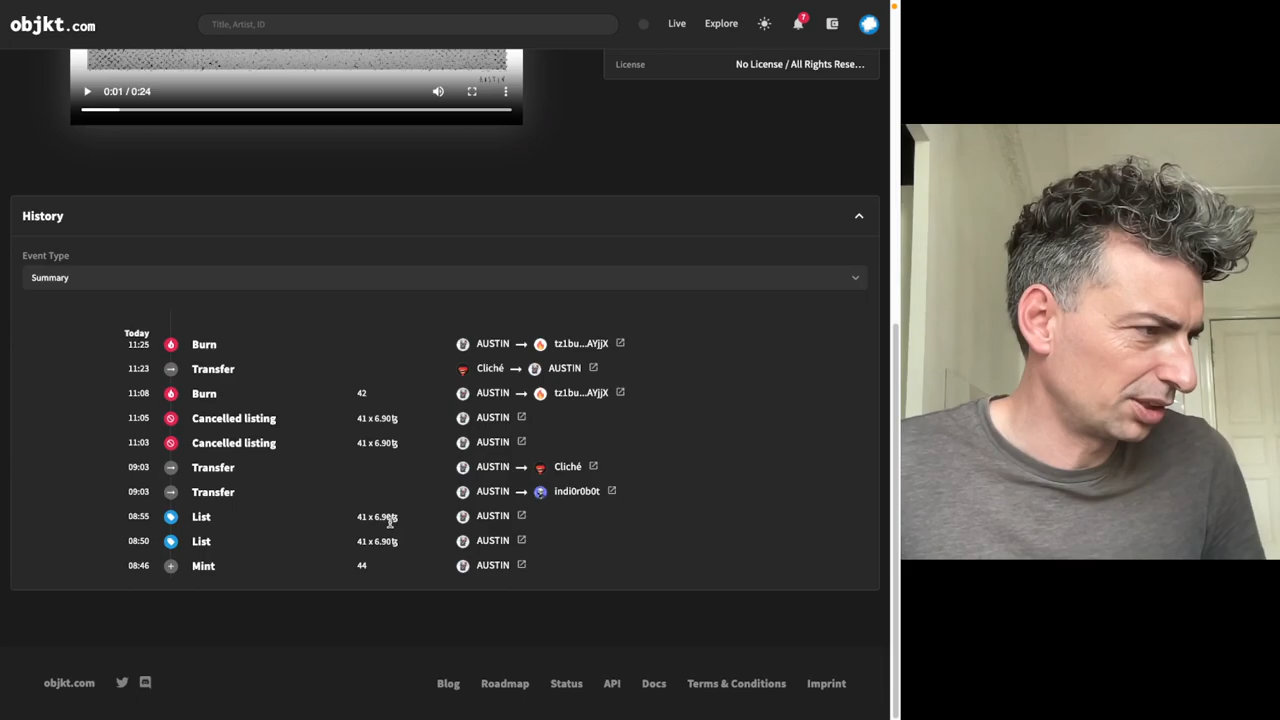 objkt.com
Title, Artist, ID
Live
Explore
7
AUSTIN
0:01 / 0:24
License
No License / All Rights Rese...
History
Event Type
Summary
Today
11:25 Burn AUSTIN → tz1bu...AYjjX
11:23 Transfer Cliché → AUSTIN
11:08 Burn 42 AUSTIN → tz1bu...AYjjX
11:05 Cancelled listing 41 x 6.90ꜩ AUSTIN
11:03 Cancelled listing 41 x 6.90ꜩ AUSTIN
09:03 Transfer AUSTIN → Cliché
09:03 Transfer AUSTIN → indi0r0b0t
08:55 List 41 x 6.90ꜩ AUSTIN
08:50 List 41 x 6.90ꜩ AUSTIN
08:46 Mint 44 AUSTIN
objkt.com
Blog
Roadmap
Status
API
Docs
Terms & Conditions
Imprint